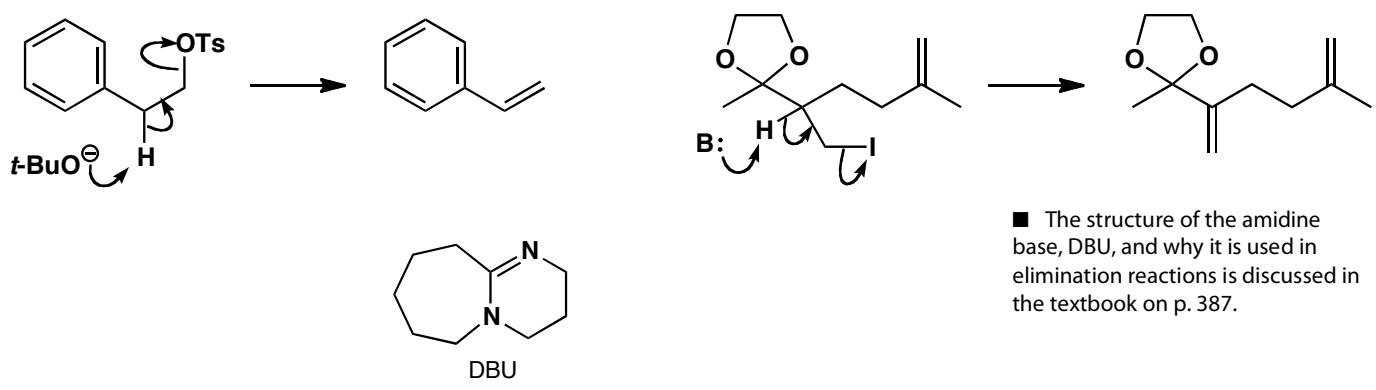 OTs
H
t-BuO⊖
O
O
H
B:
I
O
O
N
N
DBU
■ The structure of the amidine
base, DBU, and why it is used in
elimination reactions is discussed in
the textbook on p. 387.